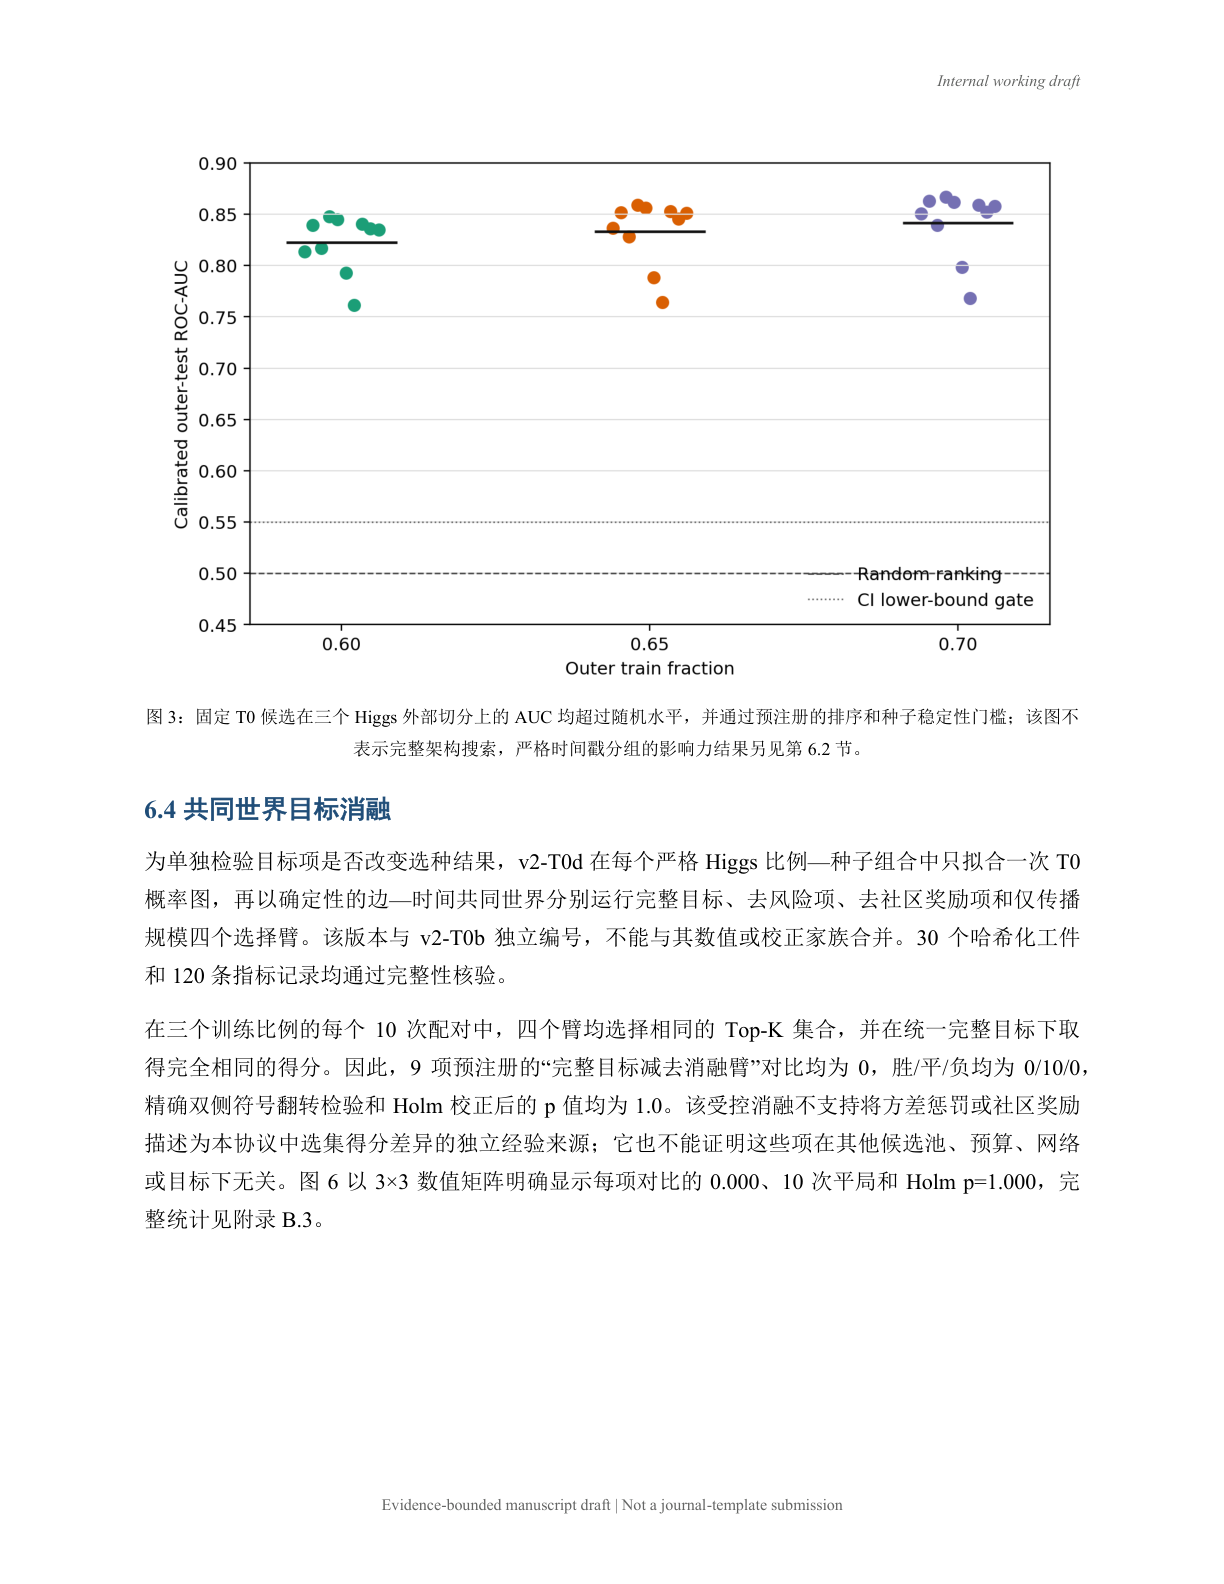 Internal working draft
0.90
0.85
0.80
0.75
0.70
0.65
0.60
0.55
0.50
0.45
Calibrated outer-test ROC-AUC
Random ranking
CI lower-bound gate
0.60 0.65 0.70
Outer train fraction
图 3：固定 T0 候选在三个 Higgs 外部切分上的 AUC 均超过随机水平，并通过预注册的排序和种子稳定性门槛；该图不
表示完整架构搜索，严格时间戳分组的影响力结果另见第 6.2 节。
6.4 共同世界目标消融
为单独检验目标项是否改变选种结果，v2-T0d 在每个严格 Higgs 比例—种子组合中只拟合一次 T0
概率图，再以确定性的边—时间共同世界分别运行完整目标、去风险项、去社区奖励项和仅传播
规模四个选择臂。该版本与 v2-T0b 独立编号，不能与其数值或校正家族合并。30 个哈希化工件
和 120 条指标记录均通过完整性核验。
在三个训练比例的每个 10 次配对中，四个臂均选择相同的 Top-K 集合，并在统一完整目标下取
得完全相同的得分。因此，9 项预注册的“完整目标减去消融臂”对比均为 0，胜/平/负均为 0/10/0，
精确双侧符号翻转检验和 Holm 校正后的 p 值均为 1.0。该受控消融不支持将方差惩罚或社区奖励
描述为本协议中选集得分差异的独立经验来源；它也不能证明这些项在其他候选池、预算、网络
或目标下无关。图 6 以 3×3 数值矩阵明确显示每项对比的 0.000、10 次平局和 Holm p=1.000，完
整统计见附录 B.3。
Evidence-bounded manuscript draft | Not a journal-template submission